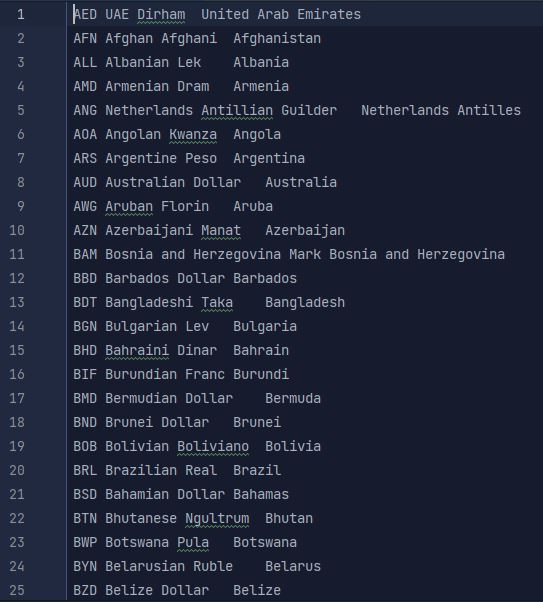 1 AED UAE Dirham United Arab Emirates
2 AFN Afghan Afghani Afghanistan
3 ALL Albanian Lek Albania
4 AMD Armenian Dram Armenia
5 ANG Netherlands Antillian Guilder Netherlands Antilles
6 AOA Angolan Kwanza Angola
7 ARS Argentine Peso Argentina
8 AUD Australian Dollar Australia
9 AWG Aruban Florin Aruba
10 AZN Azerbaijani Manat Azerbaijan
11 BAM Bosnia and Herzegovina Mark Bosnia and Herzegovina
12 BBD Barbados Dollar Barbados
13 BDT Bangladeshi Taka Bangladesh
14 BGN Bulgarian Lev Bulgaria
15 BHD Bahraini Dinar Bahrain
16 BIF Burundian Franc Burundi
17 BMD Bermudian Dollar Bermuda
18 BND Brunei Dollar Brunei
19 BOB Bolivian Boliviano Bolivia
20 BRL Brazilian Real Brazil
21 BSD Bahamian Dollar Bahamas
22 BTN Bhutanese Ngultrum Bhutan
23 BWP Botswana Pula Botswana
24 BYN Belarusian Ruble Belarus
25 BZD Belize Dollar Belize